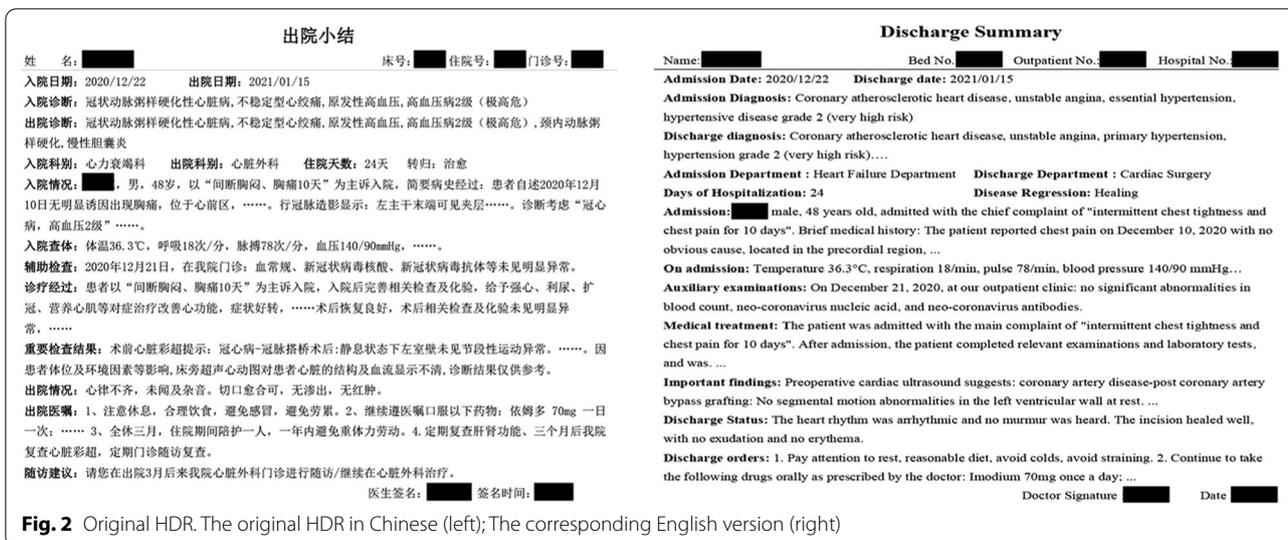 出院小结
姓 名: 床号: 住院号: 门诊号:
入院日期: 2020/12/22 出院日期: 2021/01/15
入院诊断: 冠状动脉粥样硬化性心脏病,不稳定型心绞痛,原发性高血压,高血压病2级（极高危）
出院诊断: 冠状动脉粥样硬化性心脏病,不稳定型心绞痛,原发性高血压,高血压病2级（极高危）,颈内动脉粥
样硬化,慢性胆囊炎
入院科别: 心力衰竭科 出院科别: 心脏外科 住院天数: 24天 转归: 治愈
入院情况: ，男，48岁，以“间断胸闷、胸痛10天”为主诉入院，简要病史经过：患者自述2020年12月
10日无明显诱因出现胸痛，位于心前区，……。行冠脉造影显示：左主干末端可见夹层……。诊断考虑“冠心
病，高血压2级”……。
入院查体: 体温36.3℃，呼吸18次/分，脉搏78次/分，血压140/90mmHg，……。
辅助检查: 2020年12月21日，在我院门诊：血常规、新冠状病毒核酸、新冠状病毒抗体等未见明显异常。
诊疗经过: 患者以“间断胸闷、胸痛10天”为主诉入院，入院后完善相关检查及化验，给予强心、利尿、扩
冠、营养心肌等对症治疗改善心功能，症状好转，……术后恢复良好，术后相关检查及化验未见明显异
常，……
重要检查结果: 术前心脏彩超提示：冠心病-冠脉搭桥术后:静息状态下左室壁未见节段性运动异常。……。因
患者体位及环境因素等影响,床旁超声心动图对患者心脏的结构及血流显示不清,诊断结果仅供参考。
出院情况: 心律不齐，未闻及杂音。切口愈合可，无渗出，无红肿。
出院医嘱: 1、注意休息，合理饮食，避免感冒，避免劳累。2、继续遵医嘱口服以下药物：依姆多 70mg 一日
一次；…… 3、全休三月，住院期间陪护一人，一年内避免重体力劳动。4.定期复查肝肾功能、三个月后我院
复查心脏彩超，定期门诊随访复查。
随访建议: 请您在出院3月后来我院心脏外科门诊进行随访/继续在心脏外科治疗。
医生签名: 签名时间:
Discharge Summary
Name: Bed No. Outpatient No.: Hospital No.:
Admission Date: 2020/12/22 Discharge date: 2021/01/15
Admission Diagnosis: Coronary atherosclerotic heart disease, unstable angina, essential hypertension,
hypertensive disease grade 2 (very high risk)
Discharge diagnosis: Coronary atherosclerotic heart disease, unstable angina, primary hypertension,
hypertension grade 2 (very high risk)….
Admission Department : Heart Failure Department Discharge Department : Cardiac Surgery
Days of Hospitalization: 24 Disease Regression: Healing
Admission: male, 48 years old, admitted with the chief complaint of "intermittent chest tightness and
chest pain for 10 days". Brief medical history: The patient reported chest pain on December 10, 2020 with no
obvious cause, located in the precordial region, ...
On admission: Temperature 36.3°C, respiration 18/min, pulse 78/min, blood pressure 140/90 mmHg…
Auxiliary examinations: On December 21, 2020, at our outpatient clinic: no significant abnormalities in
blood count, neo-coronavirus nucleic acid, and neo-coronavirus antibodies.
Medical treatment: The patient was admitted with the main complaint of "intermittent chest tightness and
chest pain for 10 days". After admission, the patient completed relevant examinations and laboratory tests,
and was. ...
Important findings: Preoperative cardiac ultrasound suggests: coronary artery disease-post coronary artery
bypass grafting: No segmental motion abnormalities in the left ventricular wall at rest. ...
Discharge Status: The heart rhythm was arrhythmic and no murmur was heard. The incision healed well,
with no exudation and no erythema.
Discharge orders: 1. Pay attention to rest, reasonable diet, avoid colds, avoid straining. 2. Continue to take
the following drugs orally as prescribed by the doctor: Imodium 70mg once a day; ...
Doctor Signature Date
Fig. 2 Original HDR. The original HDR in Chinese (left); The corresponding English version (right)